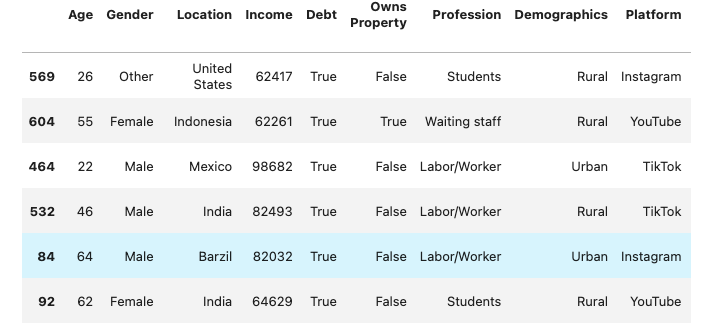 Age Gender Location Income Debt Owns Property Profession Demographics Platform
569 26 Other United States 62417 True False Students Rural Instagram
604 55 Female Indonesia 62261 True True Waiting staff Rural YouTube
464 22 Male Mexico 98682 True False Labor/Worker Urban TikTok
532 46 Male India 82493 True False Labor/Worker Rural TikTok
84 64 Male Barzil 82032 True False Labor/Worker Urban Instagram
92 62 Female India 64629 True False Students Rural YouTube